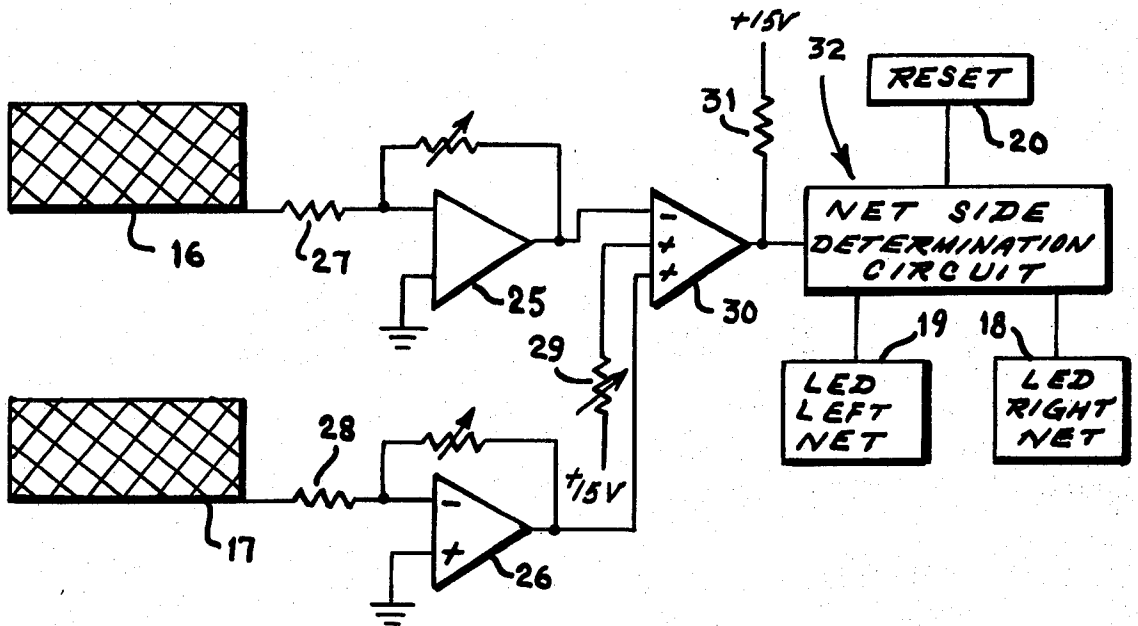 +15V
32
RESET
31
20
NET SIDE
DETERMINATION
CIRCUIT
16
27
-
+
+
25
30
29
19
18
LED
LEFT
NET
LED
RIGHT
NET
28
+15V
-
+
17
26